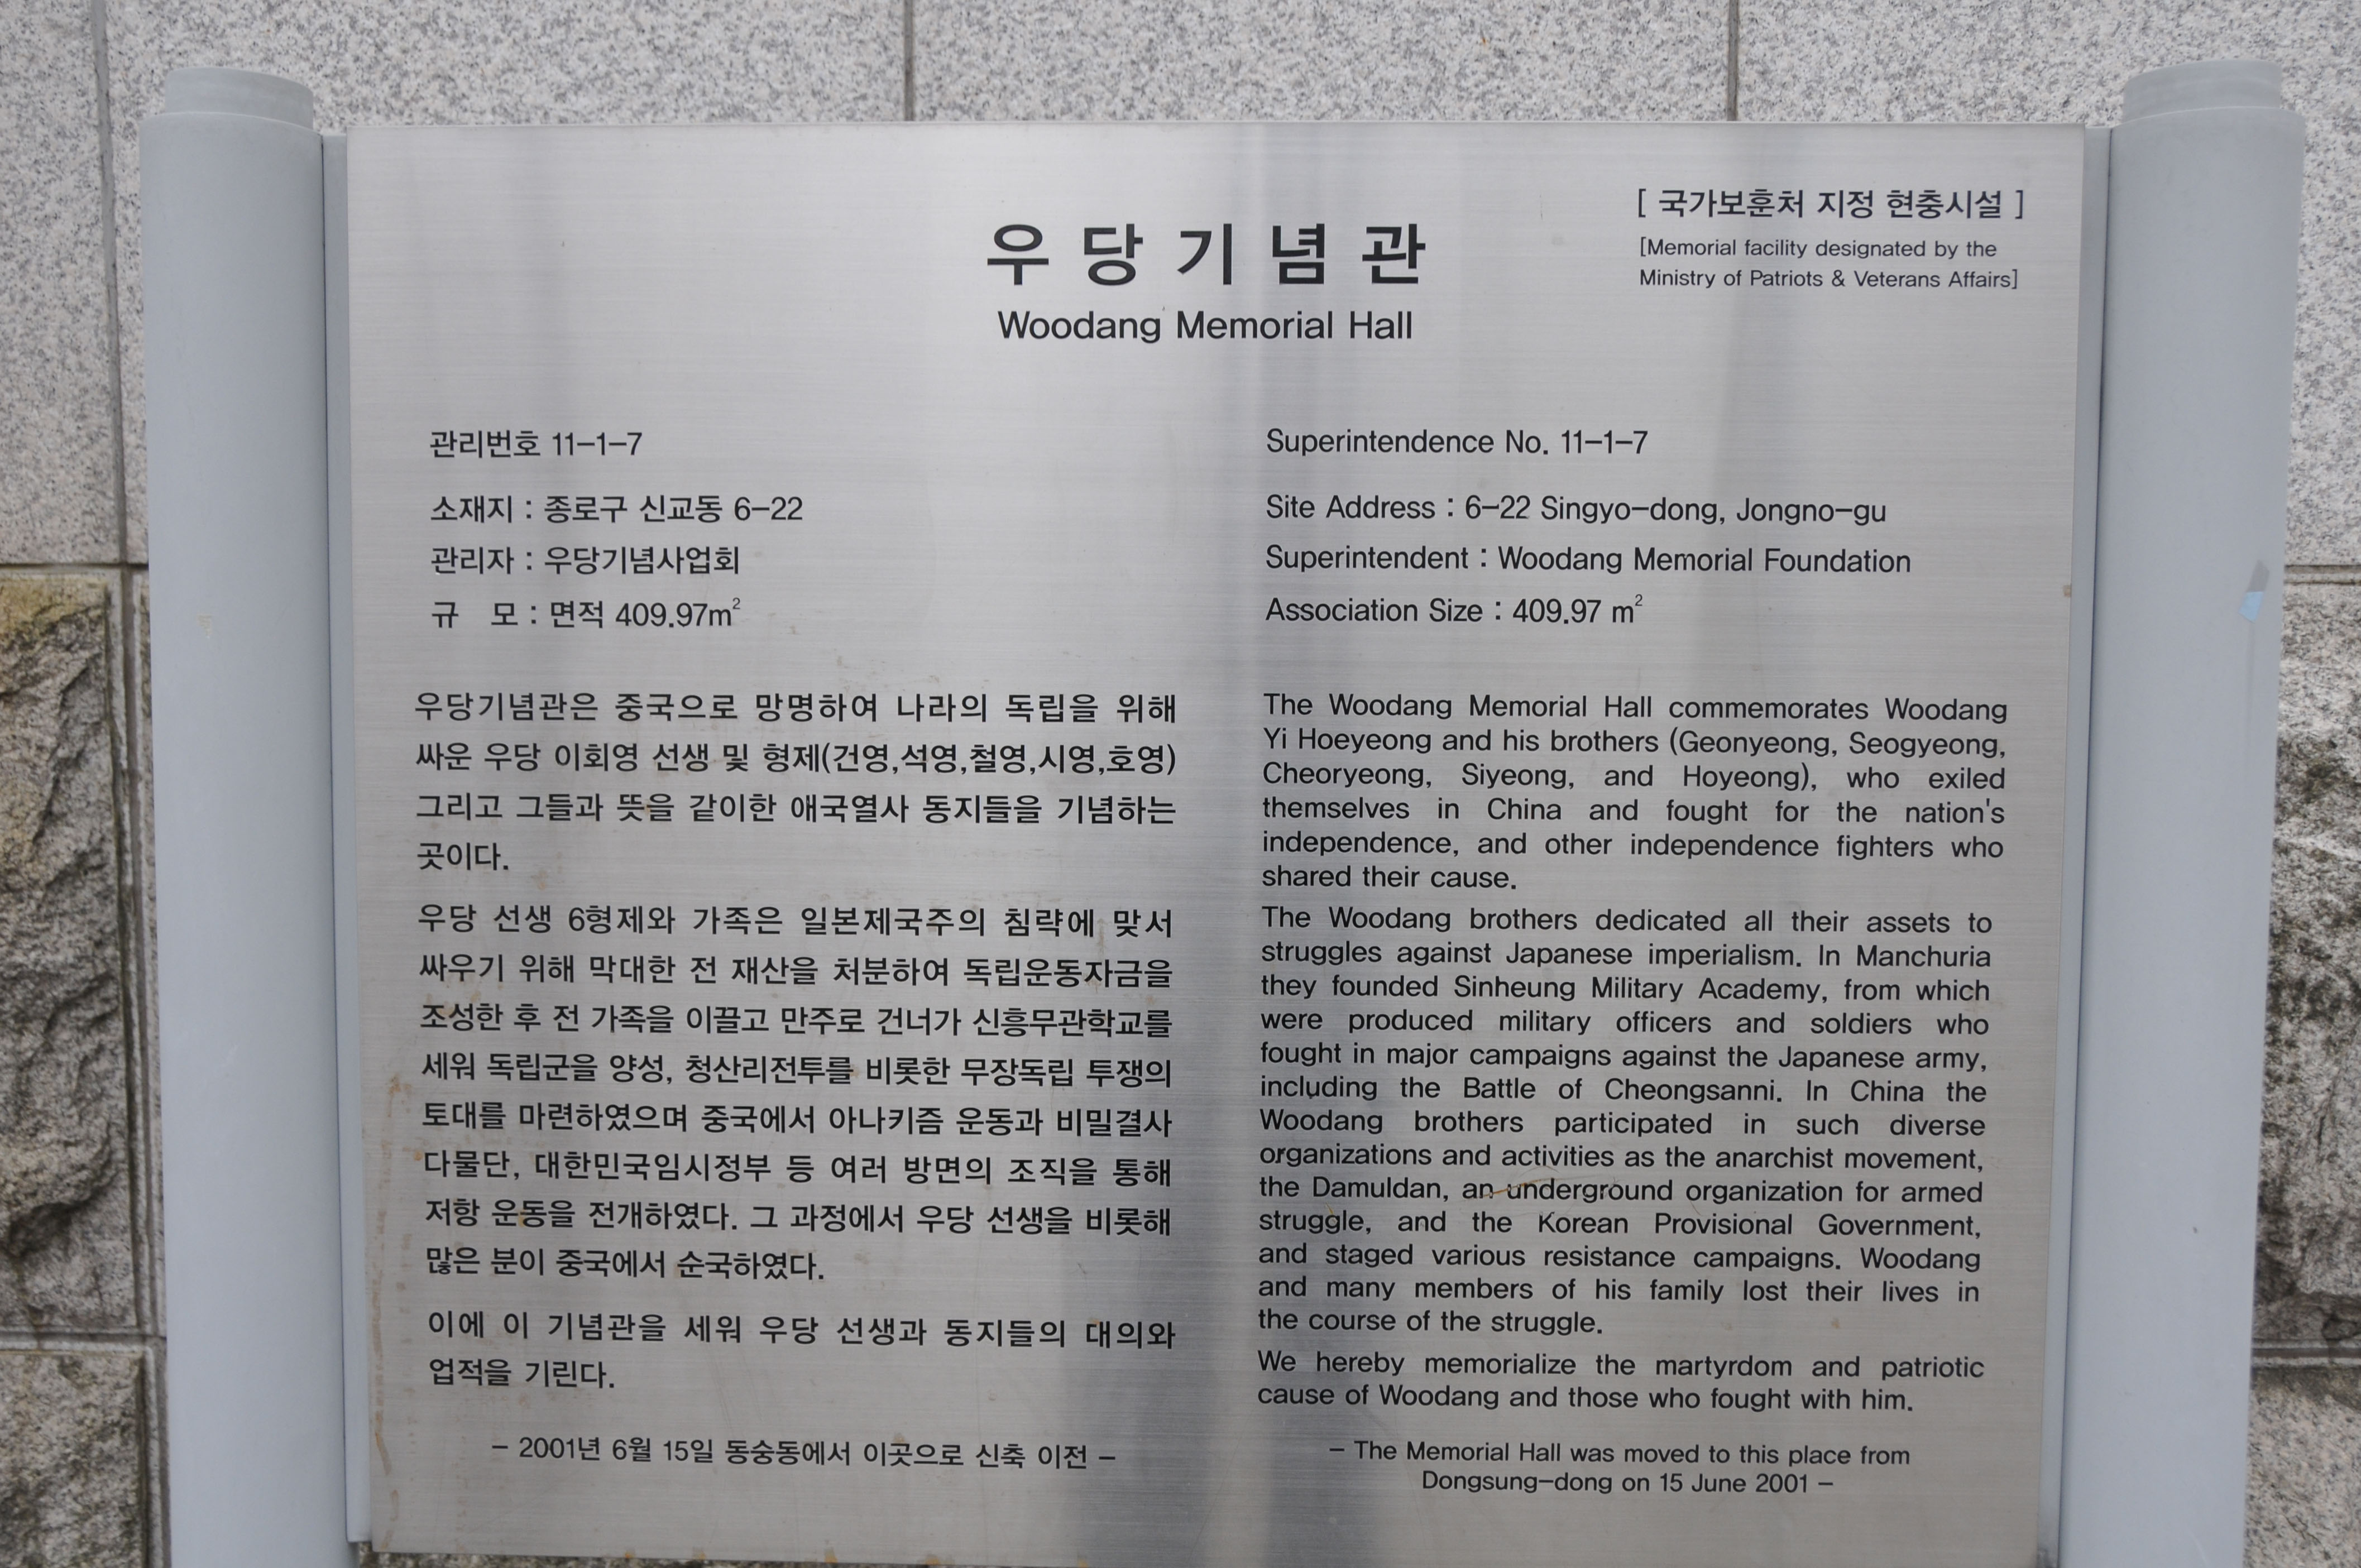 [ 국가보훈처 지정 현충시설 ]
[Memorial facility designated by the
Ministry of Patriots & Veterans Affairs]
우당기념관
Woodang Memorial Hall
관리번호 11-1-7
소재지 : 종로구 신교동 6-22
관리자 : 우당기념사업회
규 모 : 면적 409.97m²
우당기념관은 중국으로 망명하여 나라의 독립을 위해
싸운 우당 이회영 선생 및 형제(건영,석영,철영,시영,호영)
그리고 그들과 뜻을 같이한 애국열사 동지들을 기념하는
곳이다.
우당 선생 6형제와 가족은 일본제국주의 침략에 맞서
싸우기 위해 막대한 전 재산을 처분하여 독립운동자금을
조성한 후 전 가족을 이끌고 만주로 건너가 신흥무관학교를
세워 독립군을 양성, 청산리전투를 비롯한 무장독립 투쟁의
토대를 마련하였으며 중국에서 아나키즘 운동과 비밀결사
다물단, 대한민국임시정부 등 여러 방면의 조직을 통해
저항 운동을 전개하였다. 그 과정에서 우당 선생을 비롯해
많은 분이 중국에서 순국하였다.
이에 이 기념관을 세워 우당 선생과 동지들의 대의와
업적을 기린다.
- 2001년 6월 15일 동숭동에서 이곳으로 신축 이전 -
Superintendence No. 11-1-7
Site Address : 6-22 Singyo-dong, Jongno-gu
Superintendent : Woodang Memorial Foundation
Association Size : 409.97 m²
The Woodang Memorial Hall commemorates Woodang
Yi Hoeyeong and his brothers (Geonyeong, Seogyeong,
Cheoryeong, Siyeong, and Hoyeong), who exiled
themselves in China and fought for the nation's
independence, and other independence fighters who
shared their cause.
The Woodang brothers dedicated all their assets to
struggles against Japanese imperialism. In Manchuria
they founded Sinheung Military Academy, from which
were produced military officers and soldiers who
fought in major campaigns against the Japanese army,
including the Battle of Cheongsanni. In China the
Woodang brothers participated in such diverse
organizations and activities as the anarchist movement,
the Damuldan, an underground organization for armed
struggle, and the Korean Provisional Government,
and staged various resistance campaigns. Woodang
and many members of his family lost their lives in
the course of the struggle.
We hereby memorialize the martyrdom and patriotic
cause of Woodang and those who fought with him.
- The Memorial Hall was moved to this place from
Dongsung-dong on 15 June 2001 -